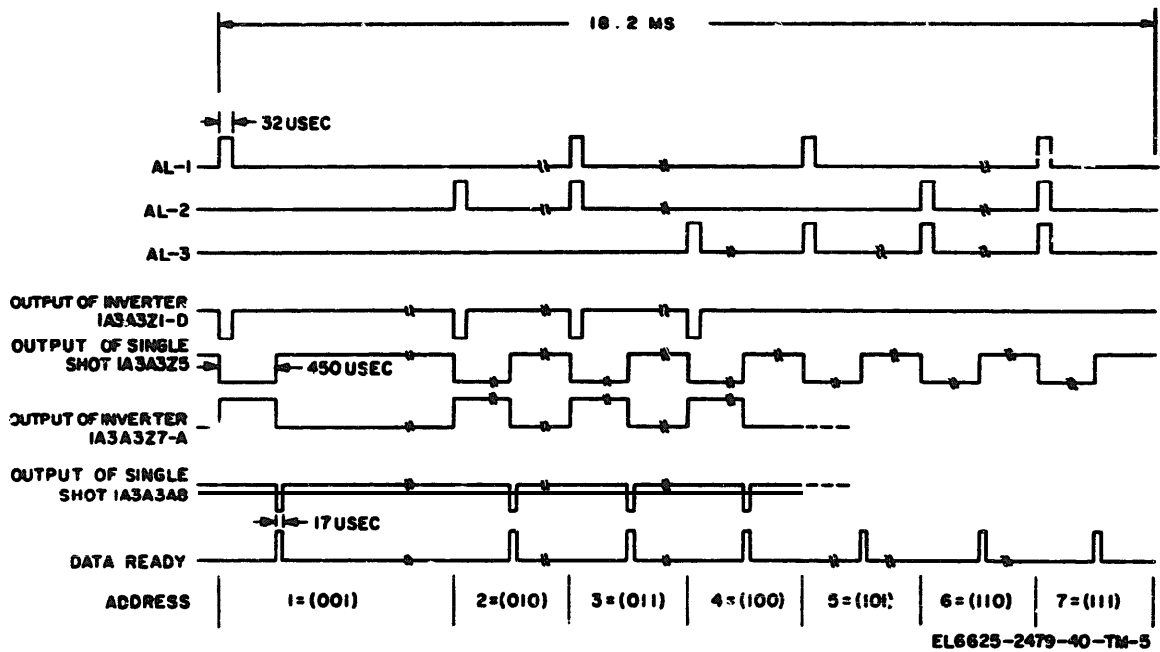 18.2 MS
32 USEC
AL-1
AL-2
AL-3
OUTPUT OF INVERTER
1A3A3Z1-D
OUTPUT OF SINGLE
SHOT 1A3A3Z5
450 USEC
OUTPUT OF INVERTER
1A3A3Z7-A
OUTPUT OF SINGLE
SHOT 1A3A3A8
17 USEC
DATA READY
ADDRESS 1=(001) 2=(010) 3=(011) 4=(100) 5=(101) 6=(110) 7=(111)
EL6625-2479-40-TM-5